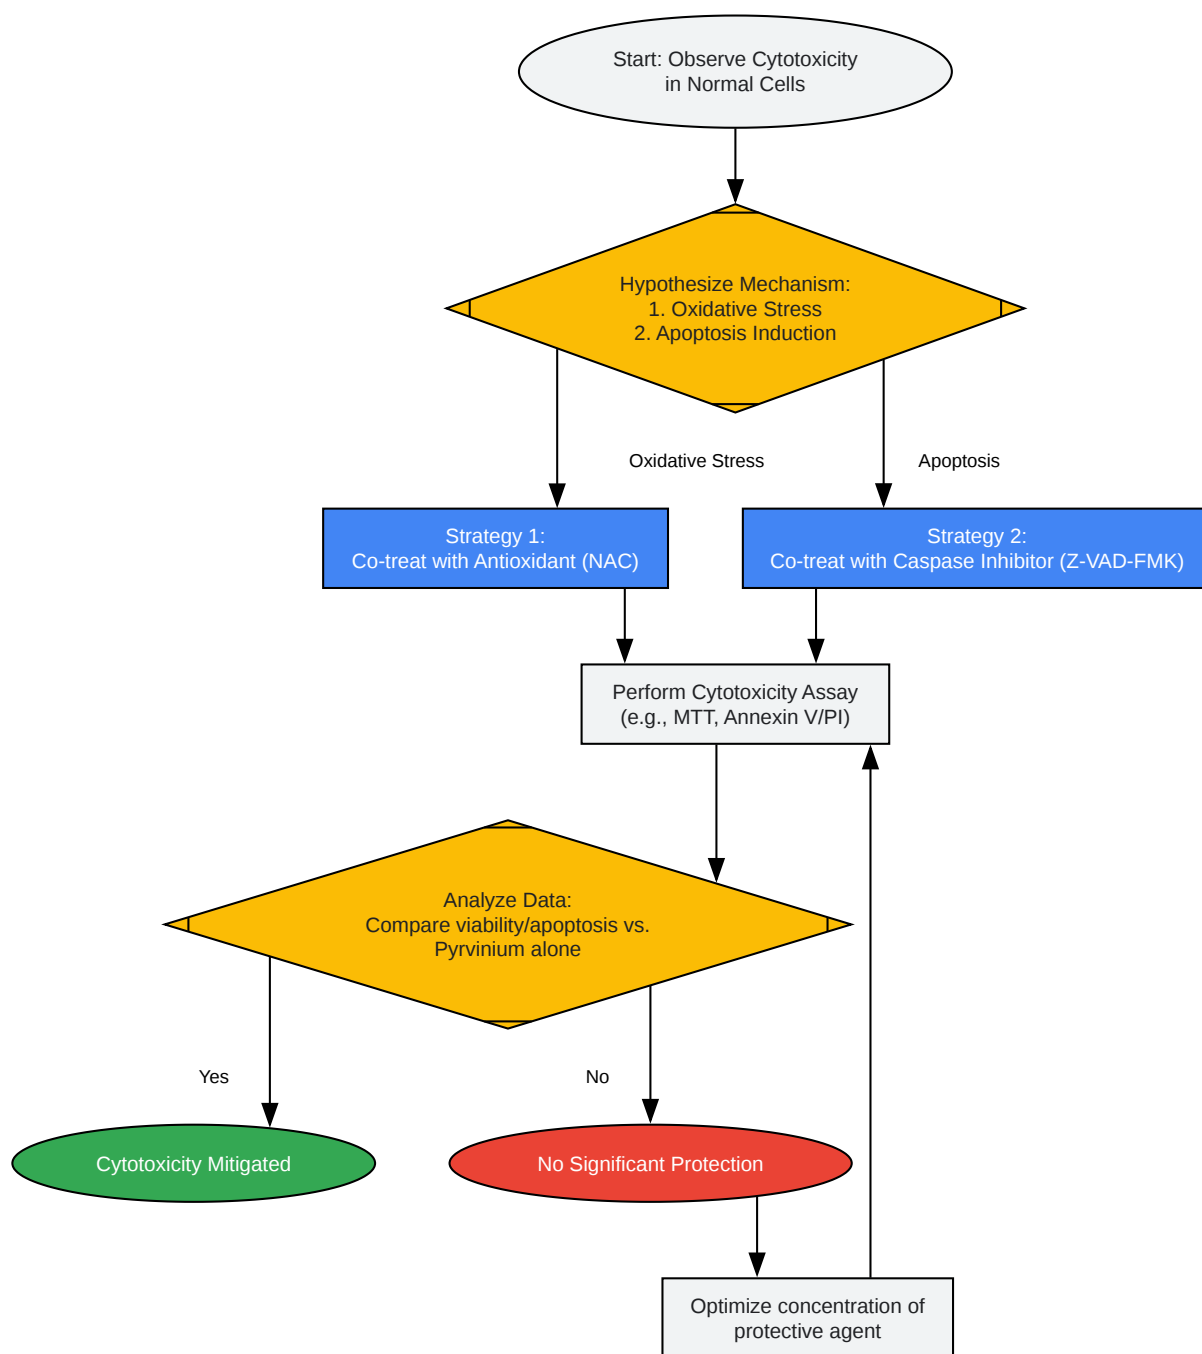 Start: Observe Cytotoxicity
in Normal Cells
Hypothesize Mechanism:
1. Oxidative Stress
2. Apoptosis Induction
Oxidative Stress
Apoptosis
Strategy 1:
Co-treat with Antioxidant (NAC)
Strategy 2:
Co-treat with Caspase Inhibitor (Z-VAD-FMK)
Perform Cytotoxicity Assay
(e.g., MTT, Annexin V/PI)
Analyze Data:
Compare viability/apoptosis vs.
Pyrvinium alone
Yes
No
Cytotoxicity Mitigated
No Significant Protection
Optimize concentration of
protective agent